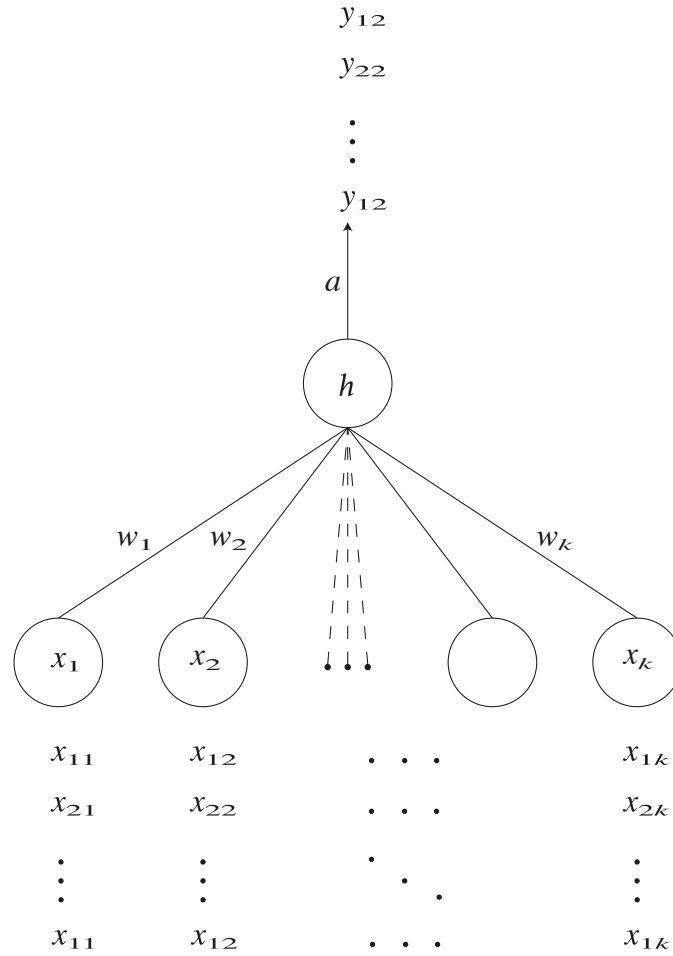 y₁₂
y₂₂
⋮
y₁₂
a
h
w₁ w₂ wₖ
x₁ x₂ xₖ
x₁₁ x₁₂ . . . x₁ₖ
x₂₁ x₂₂ . . . x₂ₖ
⋮ ⋮ ⋱ ⋮
x₁₁ x₁₂ . . . x₁ₖ